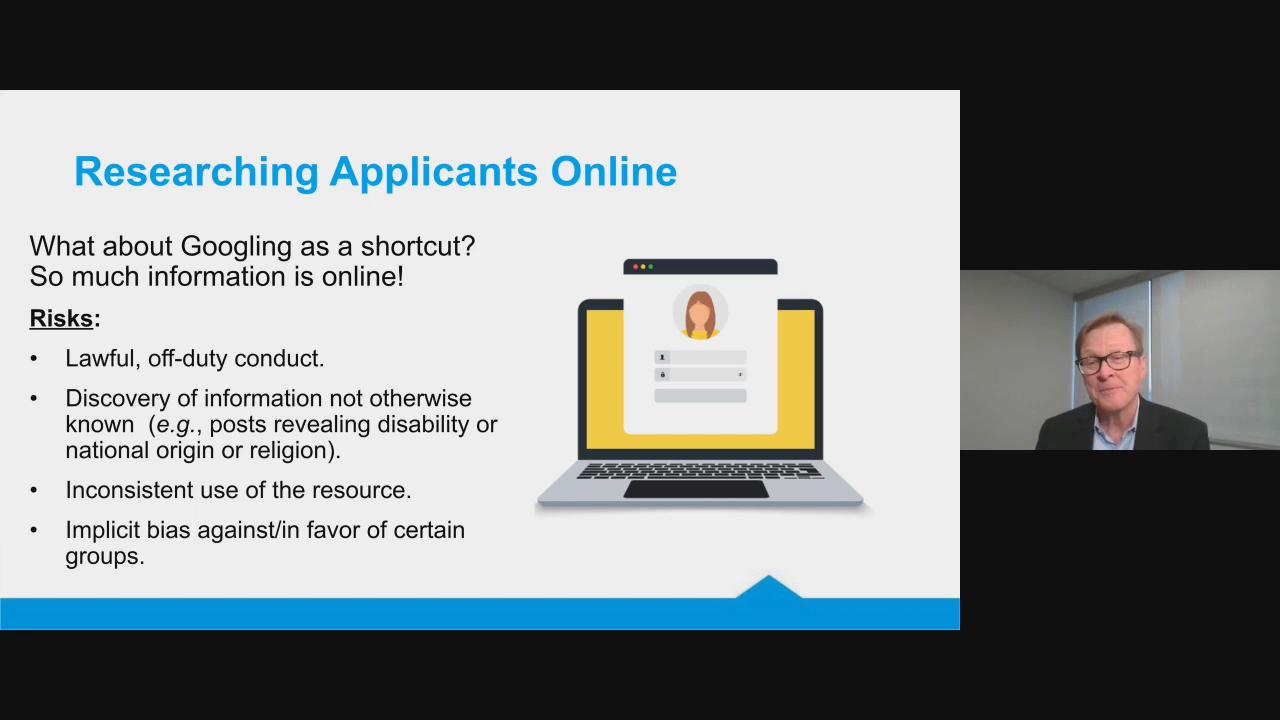 Researching Applicants Online
What about Googling as a shortcut?
So much information is online!
Risks:
• Lawful, off-duty conduct.
• Discovery of information not otherwise
known  (e.g., posts revealing disability or
national origin or religion).
• Inconsistent use of the resource.
• Implicit bias against/in favor of certain
groups.